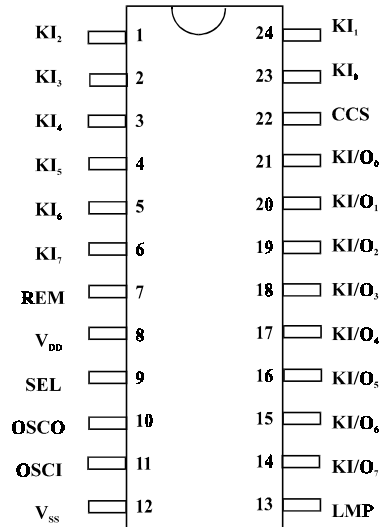 KI₂ 1 24 KI₁
KI₃ 2 23 KI₀
KI₄ 3 22 CCS
KI₅ 4 21 KI/O₀
KI₆ 5 20 KI/O₁
KI₇ 6 19 KI/O₂
REM 7 18 KI/O₃
V_DD 8 17 KI/O₄
SEL 9 16 KI/O₅
OSCO 10 15 KI/O₆
OSCI 11 14 KI/O₇
V_SS 12 13 LMP